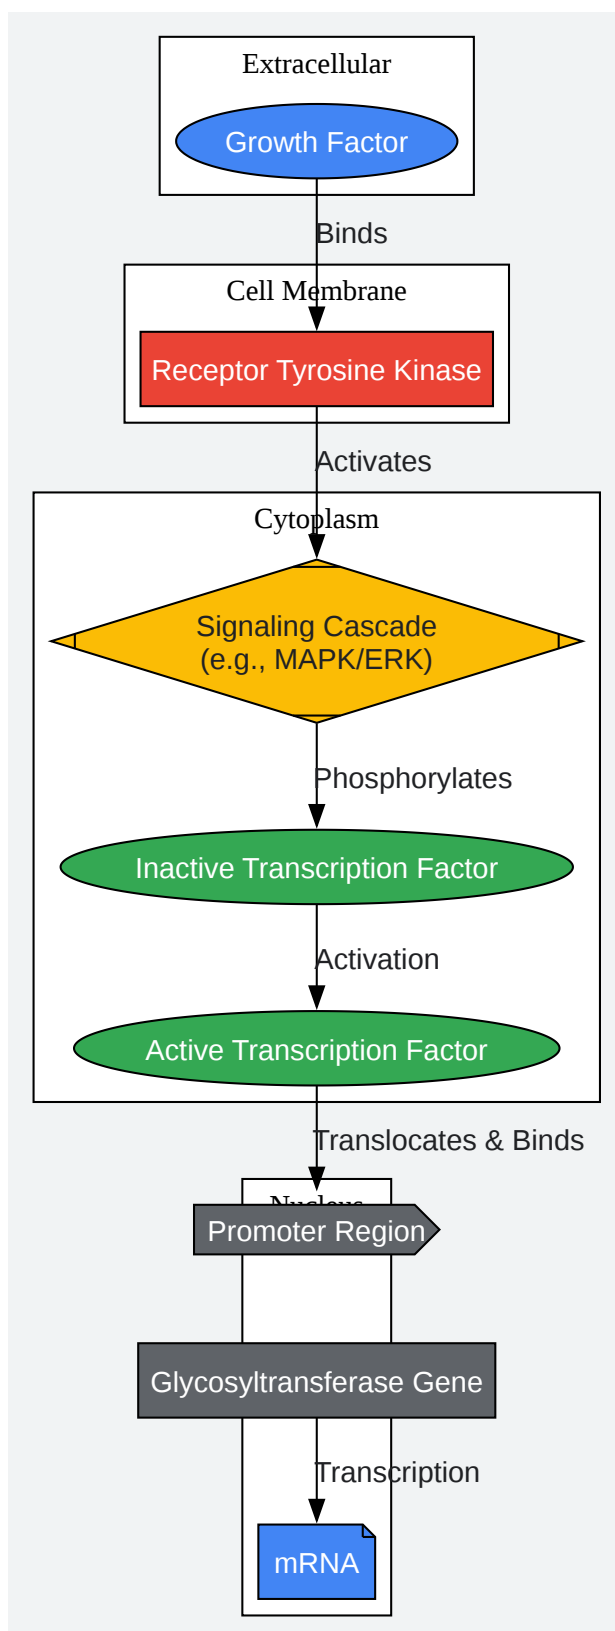 Extracellular
Growth Factor
Binds
Cell Membrane
Receptor Tyrosine Kinase
Activates
Cytoplasm
Signaling Cascade
(e.g., MAPK/ERK)
Phosphorylates
Inactive Transcription Factor
Activation
Active Transcription Factor
Translocates & Binds
Nucleus
Promoter Region
Glycosyltransferase Gene
Transcription
mRNA